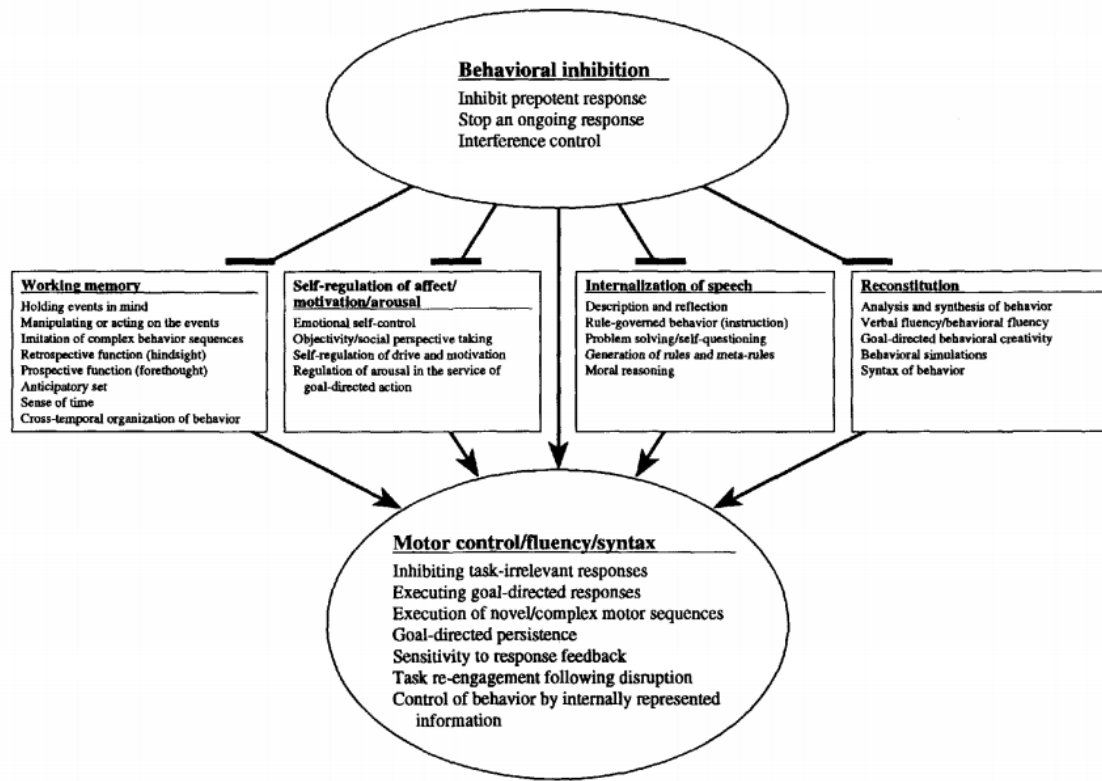 Behavioral inhibition
Inhibit prepotent response
Stop an ongoing response
Interference control
Working memory
Holding events in mind
Manipulating or acting on the events
Imitation of complex behavior sequences
Retrospective function (hindsight)
Prospective function (forethought)
Anticipatory set
Sense of time
Cross-temporal organization of behavior
Self-regulation of affect/
motivation/arousal
Emotional self-control
Objectivity/social perspective taking
Self-regulation of drive and motivation
Regulation of arousal in the service of
goal-directed action
Internalization of speech
Description and reflection
Rule-governed behavior (instruction)
Problem solving/self-questioning
Generation of rules and meta-rules
Moral reasoning
Reconstitution
Analysis and synthesis of behavior
Verbal fluency/behavioral fluency
Goal-directed behavioral creativity
Behavioral simulations
Syntax of behavior
Motor control/fluency/syntax
Inhibiting task-irrelevant responses
Executing goal-directed responses
Execution of novel/complex motor sequences
Goal-directed persistence
Sensitivity to response feedback
Task re-engagement following disruption
Control of behavior by internally represented
information